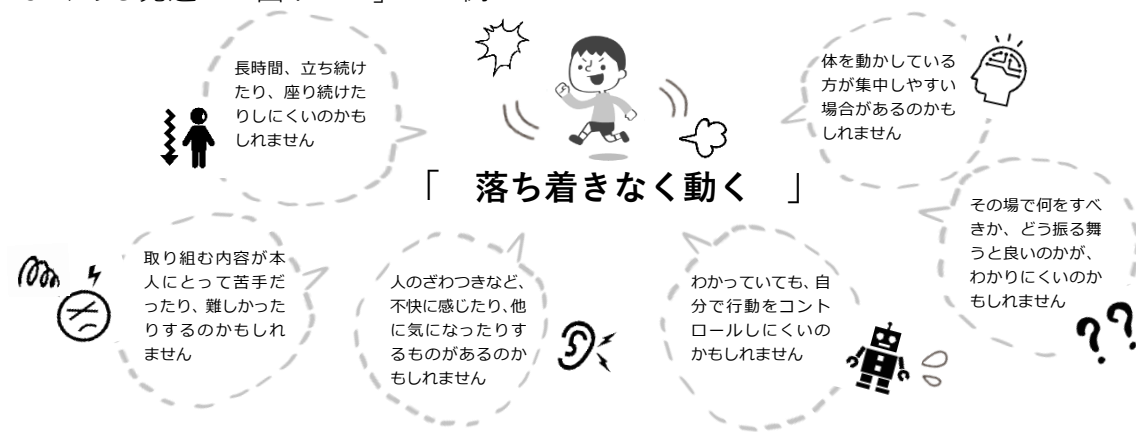 長時間、立ち続け
たり、座り続けた
りしにくいのかも
しれません
体を動かしている
方が集中しやすい
場合があるのかも
しれません
「 落ち着きなく動く 」
その場で何をすべ
きか、どう振る舞
うと良いのかが、
わかりにくいのか
もしれません
取り組む内容が本
人にとって苦手だ
ったり、難しかった
りするのかもしれ
ません
人のざわつきなど、
不快に感じたり、他
に気になったりす
るものがあるのか
もしれません
わかっていても、自
分で行動をコント
ロールしにくいの
かもしれません
??